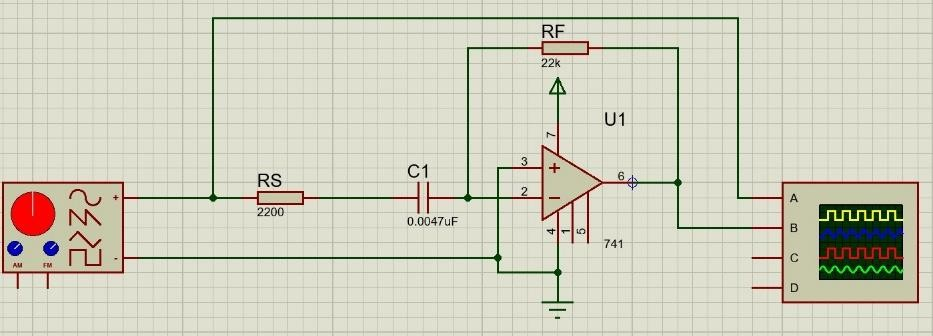 RF
22k
U1
7
3
+
6
2
−
4
1
5
741
RS
2200
C1
0.0047uF
+
-
AM
FM
A
B
C
D